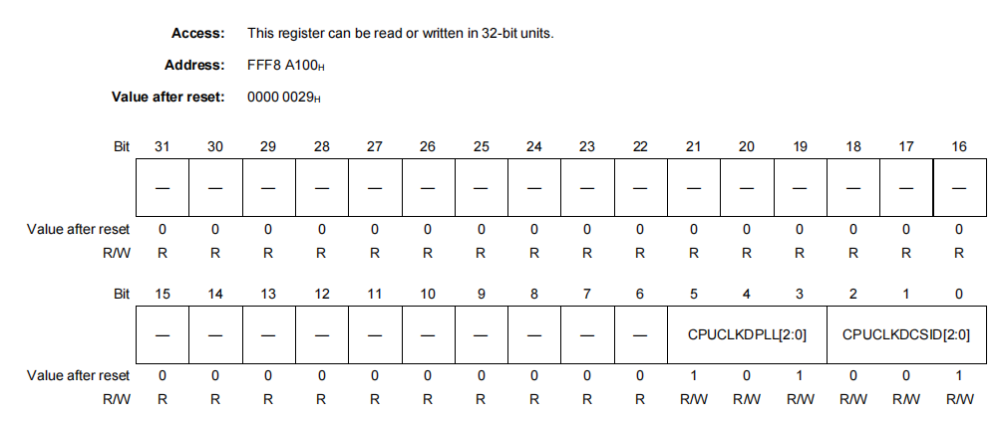 Access: This register can be read or written in 32-bit units.
Address: FFF8 A100H
Value after reset: 0000 0029H
Bit 31 30 29 28 27 26 25 24 23 22 21 20 19 18 17 16
— — — — — — — — — — — — — — — —
Value after reset 0 0 0 0 0 0 0 0 0 0 0 0 0 0 0 0
R/W R R R R R R R R R R R R R R R R
Bit 15 14 13 12 11 10 9 8 7 6 5 4 3 2 1 0
— — — — — — — — — — CPUCLKDPLL[2:0] CPUCLKDCSID[2:0]
Value after reset 0 0 0 0 0 0 0 0 0 0 1 0 1 0 0 1
R/W R R R R R R R R R R R/W R/W R/W R/W R/W R/W